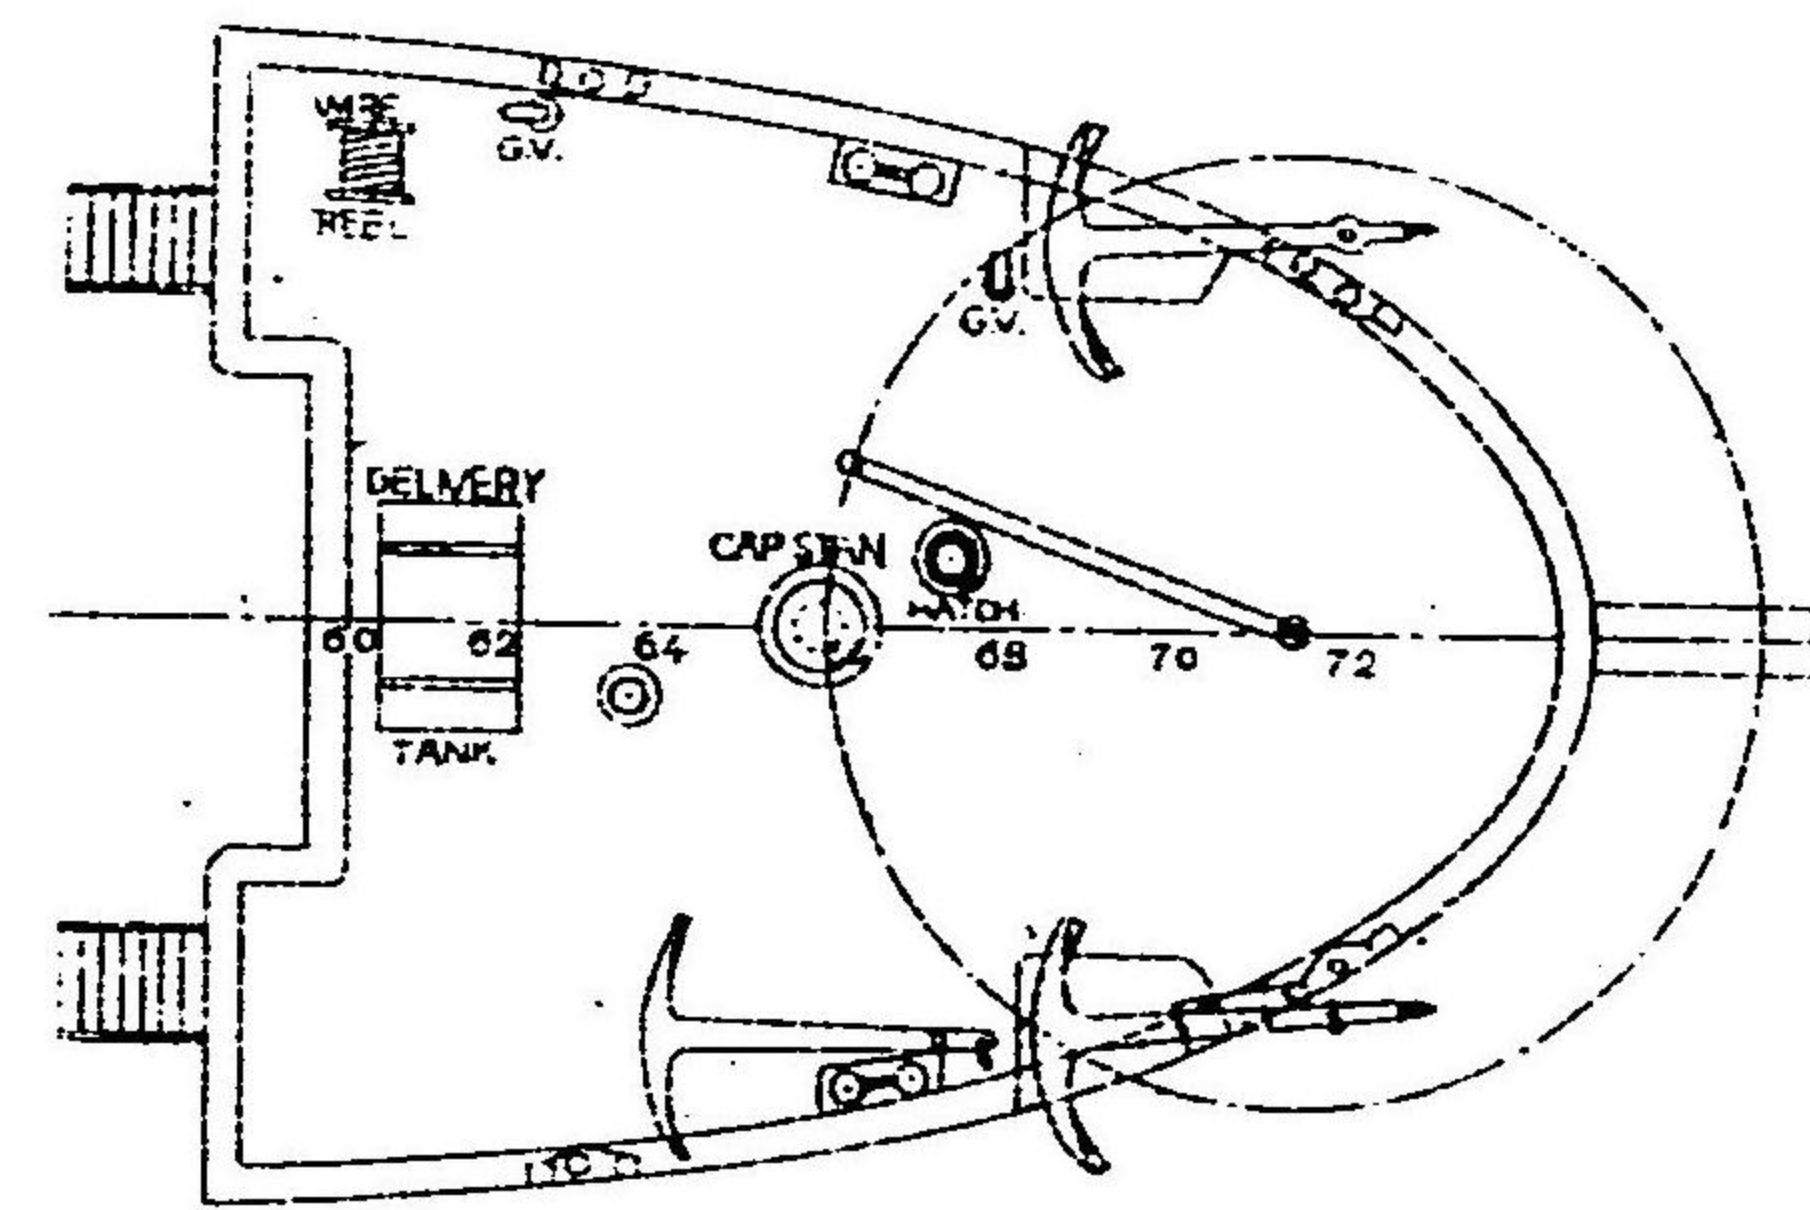 WIRE
REEL
G.V.
G.V.
DELIVERY
CAPSTAN
HATCH
60
62
64
68
70
72
TANK